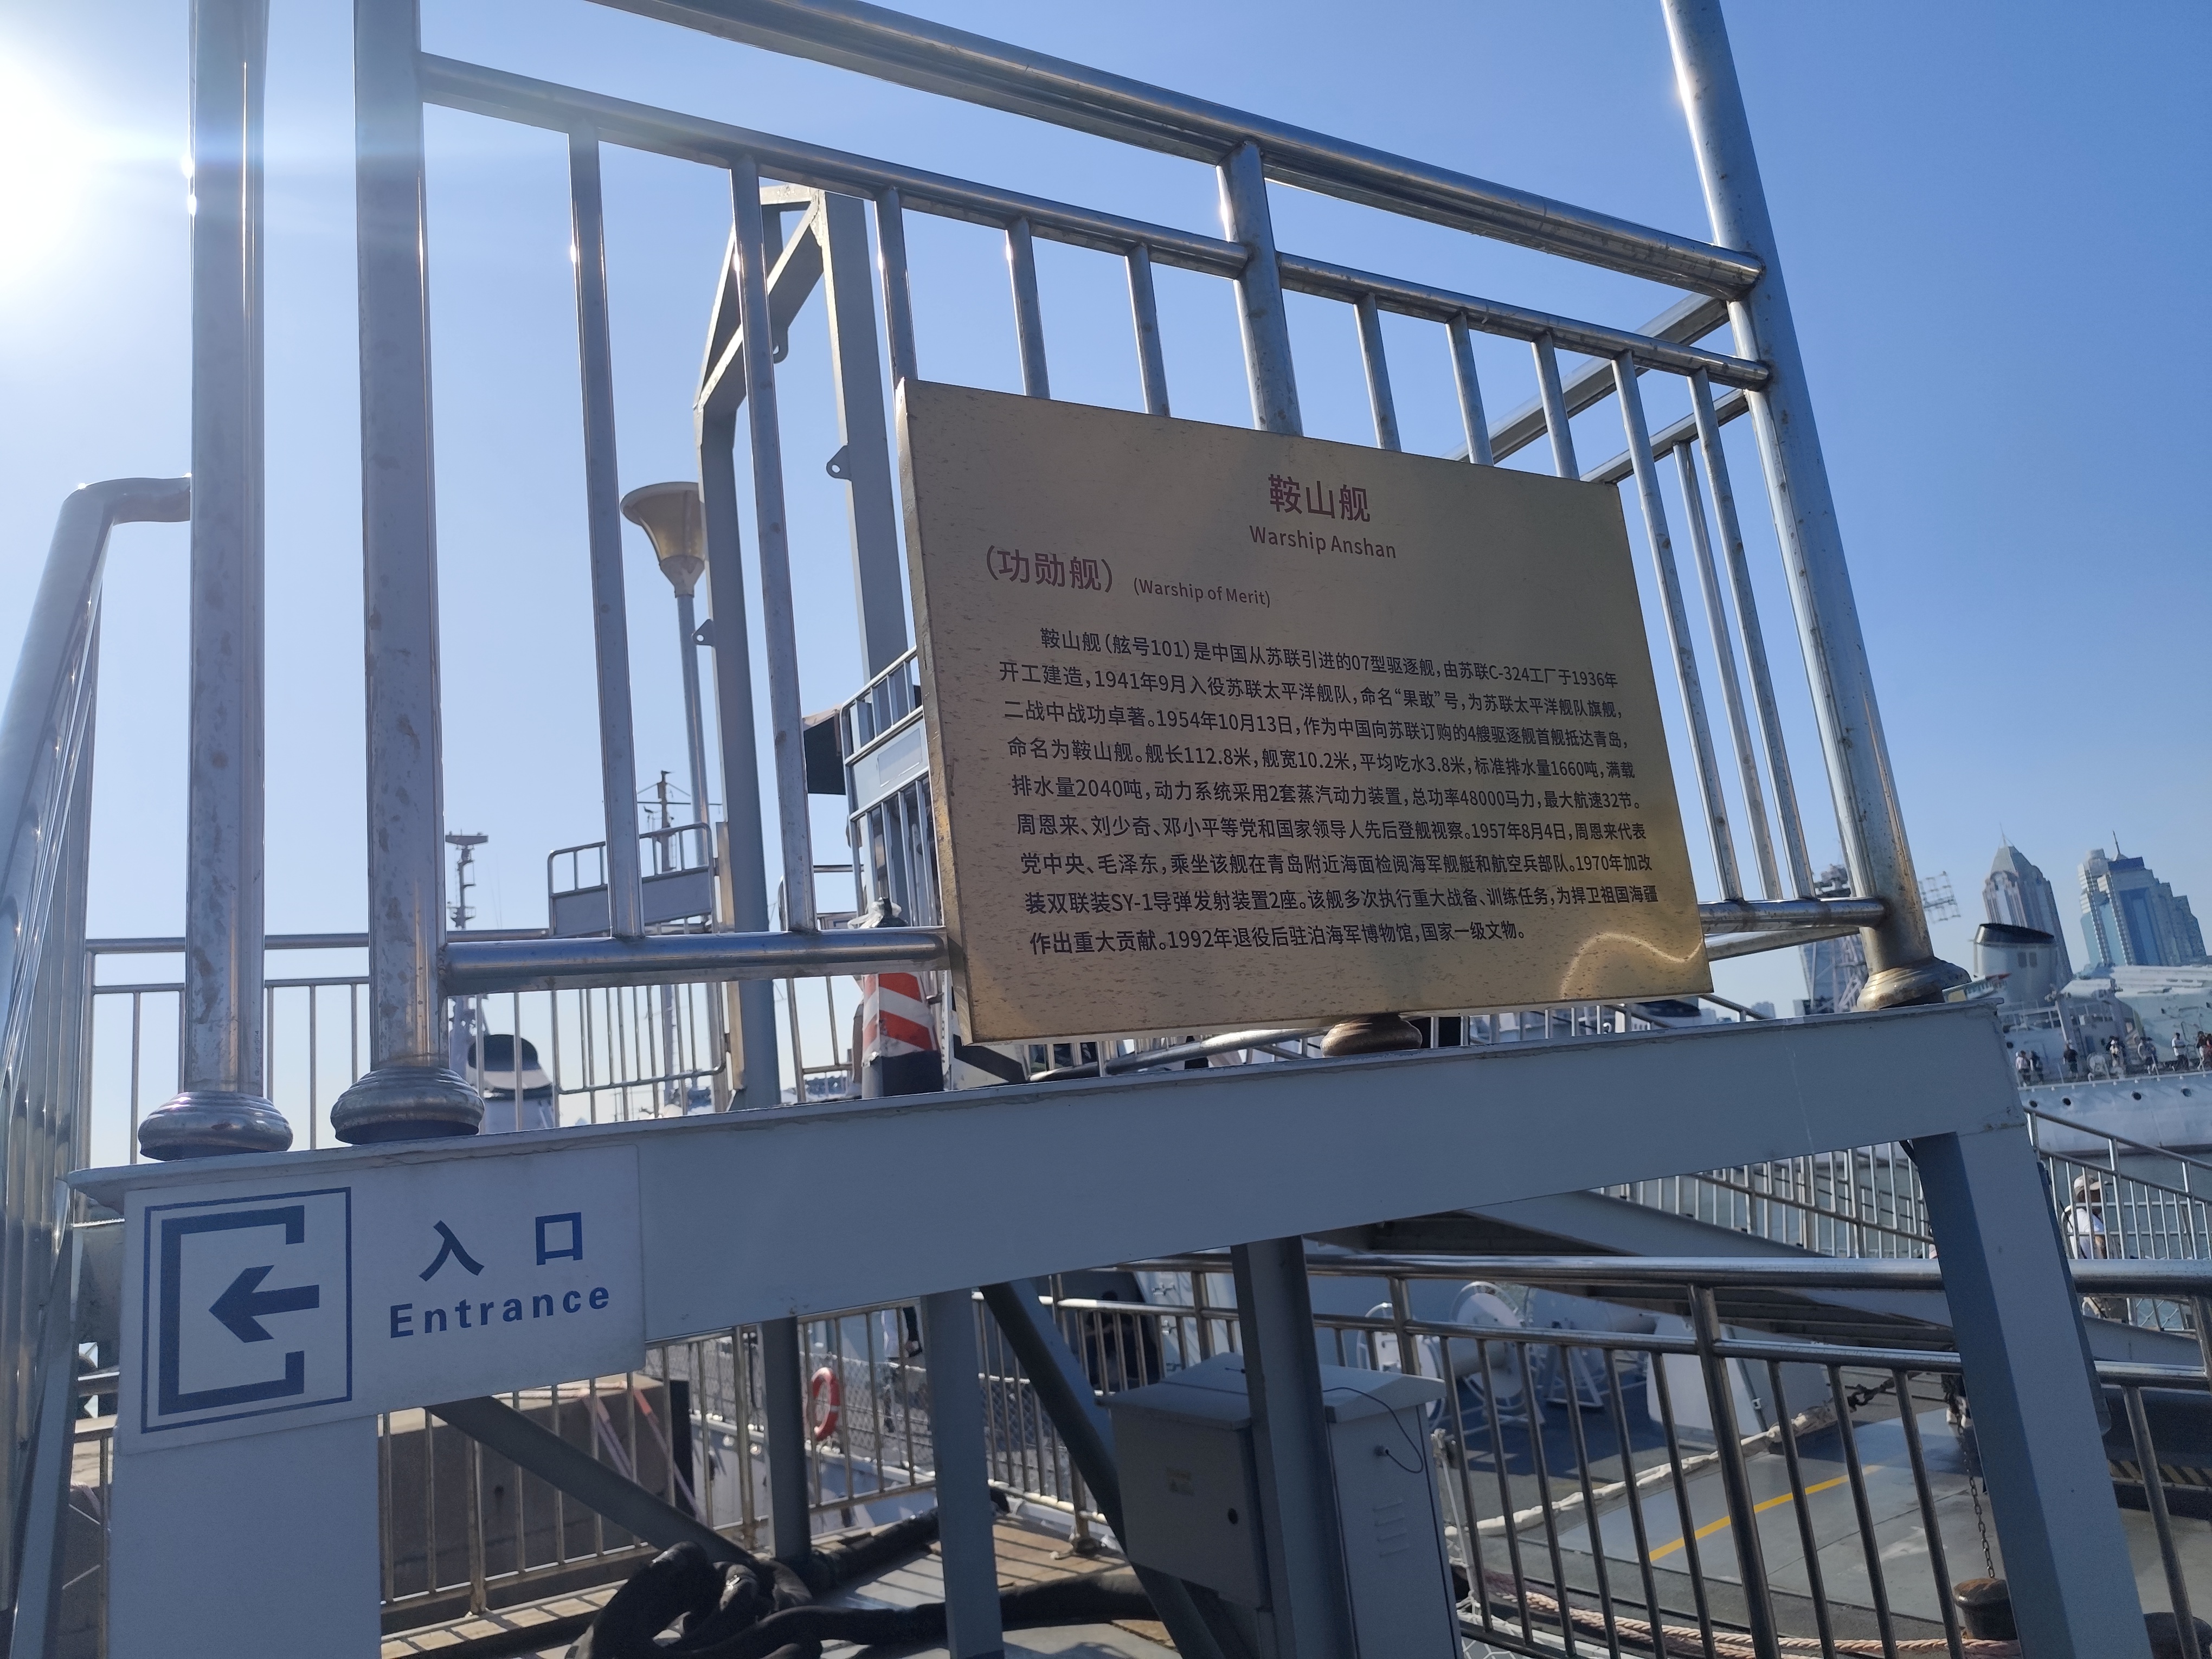 鞍山舰
Warship Anshan
（功勋舰） (Warship of Merit)
鞍山舰（舷号101）是中国从苏联引进的07型驱逐舰，由苏联C-324工厂于1936年
开工建造，1941年9月入役苏联太平洋舰队，命名“果敢”号，为苏联太平洋舰队旗舰，
二战中战功卓著。1954年10月13日，作为中国向苏联订购的4艘驱逐舰首舰抵达青岛，
命名为鞍山舰。舰长112.8米，舰宽10.2米，平均吃水3.8米，标准排水量1660吨，满载
排水量2040吨，动力系统采用2套蒸汽动力装置，总功率48000马力，最大航速32节。
周恩来、刘少奇、邓小平等党和国家领导人先后登舰视察。1957年8月4日，周恩来代表
党中央、毛泽东，乘坐该舰在青岛附近海面检阅海军舰艇和航空兵部队。1970年加改
装双联装SY-1导弹发射装置2座。该舰多次执行重大战备、训练任务，为捍卫祖国海疆
作出重大贡献。1992年退役后驻泊海军博物馆，国家一级文物。
入口
Entrance